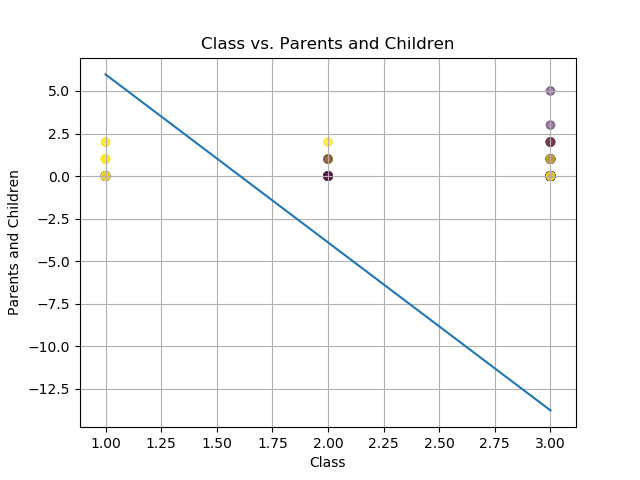 Class vs. Parents and Children
5.0
2.5
0.0
−2.5
−5.0
−7.5
−10.0
−12.5
Parents and Children
1.00 1.25 1.50 1.75 2.00 2.25 2.50 2.75 3.00
Class